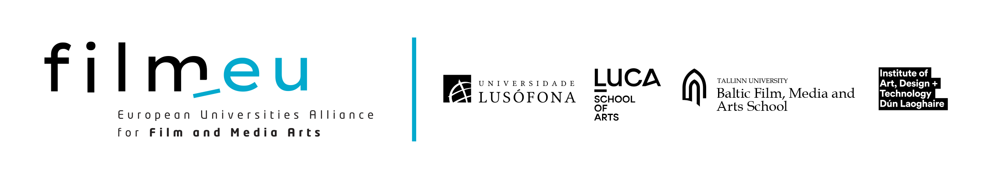 filmeu
European Universities Alliance
for Film and Media Arts
UNIVERSIDADE
LUSÓFONA
LUCA
SCHOOL
OF
ARTS
TALLINN UNIVERSITY
Baltic Film, Media and
Arts School
Institute of
Art, Design +
Technology
Dún Laoghaire